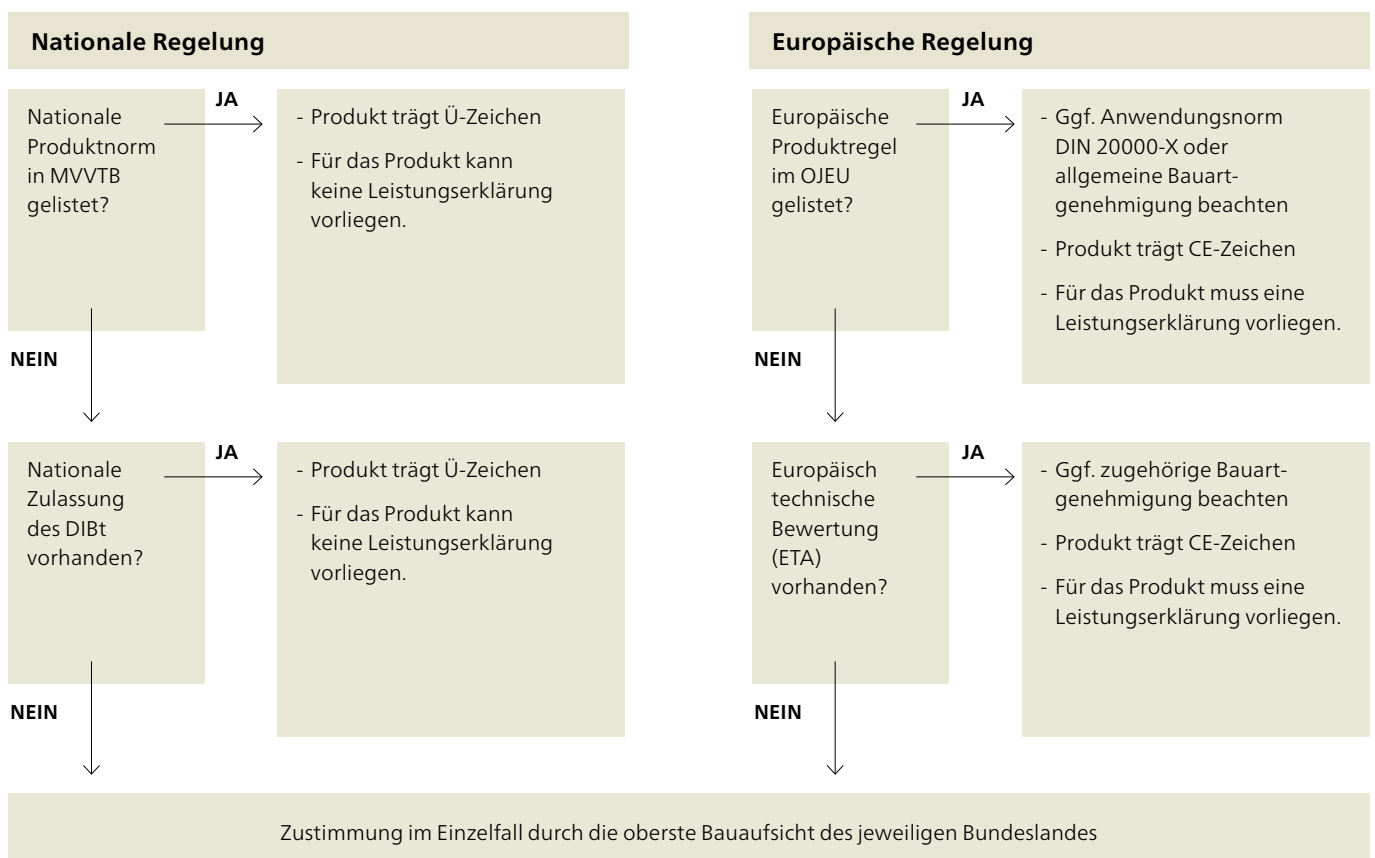 Nationale Regelung
Nationale
Produktnorm
in MVVTB
gelistet?
JA
- Produkt trägt Ü-Zeichen
- Für das Produkt kann
keine Leistungserklärung
vorliegen.
NEIN
Nationale
Zulassung
des DIBt
vorhanden?
JA
- Produkt trägt Ü-Zeichen
- Für das Produkt kann
keine Leistungserklärung
vorliegen.
NEIN
Europäische Regelung
Europäische
Produktregel
im OJEU
gelistet?
JA
- Ggf. Anwendungsnorm
DIN 20000-X oder
allgemeine Bauart-
genehmigung beachten
- Produkt trägt CE-Zeichen
- Für das Produkt muss eine
Leistungserklärung vorliegen.
NEIN
Europäisch
technische
Bewertung
(ETA)
vorhanden?
JA
- Ggf. zugehörige Bauart-
genehmigung beachten
- Produkt trägt CE-Zeichen
- Für das Produkt muss eine
Leistungserklärung vorliegen.
NEIN
Zustimmung im Einzelfall durch die oberste Bauaufsicht des jeweiligen Bundeslandes